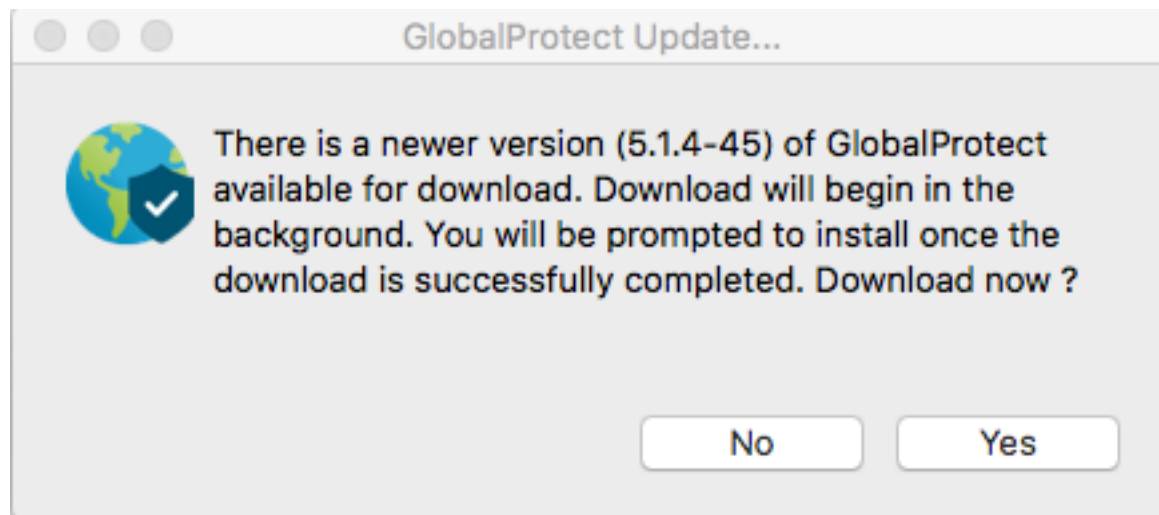 GlobalProtect Update...
There is a newer version (5.1.4-45) of GlobalProtect
available for download. Download will begin in the
background. You will be prompted to install once the
download is successfully completed. Download now ?
No
Yes